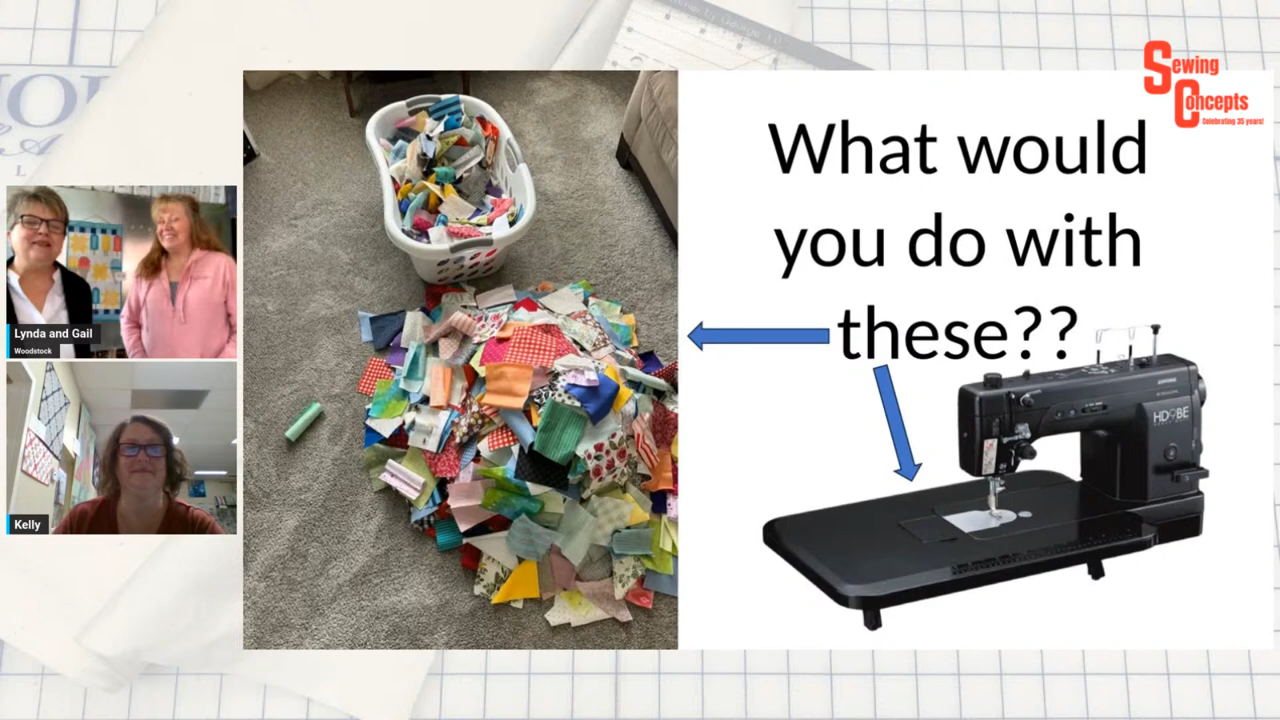 Sewing
Concepts
Celebrating 35 years!
What would
you do with
these??
HD9BE
Lynda and Gail
Woodstock
Kelly